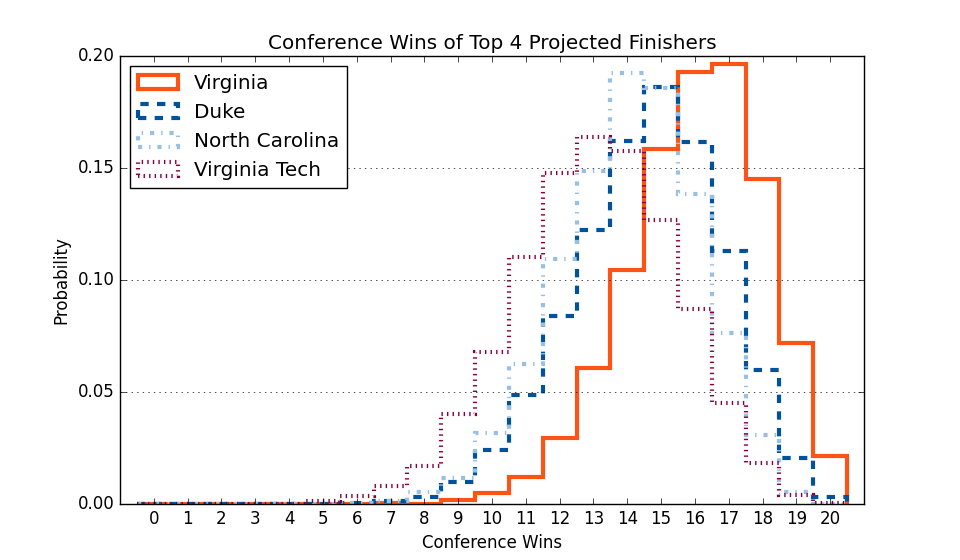 Conference Wins of Top 4 Projected Finishers
Virginia
Duke
North Carolina
Virginia Tech
0.20
0.15
0.10
0.05
0.00
Probability
0 1 2 3 4 5 6 7 8 9 10 11 12 13 14 15 16 17 18 19 20
Conference Wins